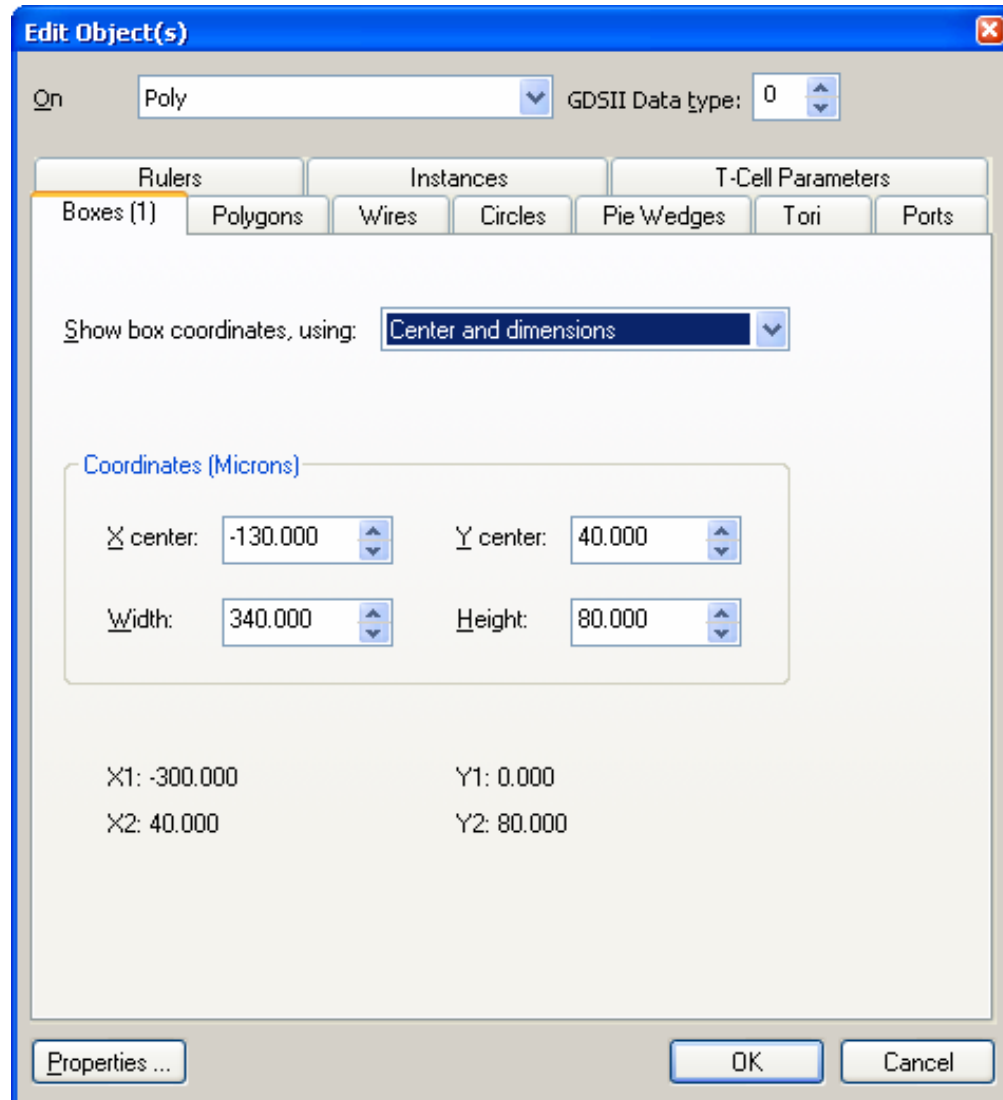 Edit Object(s)
On Poly GDSII Data type: 0
Rulers Instances T-Cell Parameters
Boxes (1) Polygons Wires Circles Pie Wedges Tori Ports
Show box coordinates, using: Center and dimensions
Coordinates (Microns)
X center: -130.000 Y center: 40.000
Width: 340.000 Height: 80.000
X1: -300.000 Y1: 0.000
X2: 40.000 Y2: 80.000
Properties ... OK Cancel